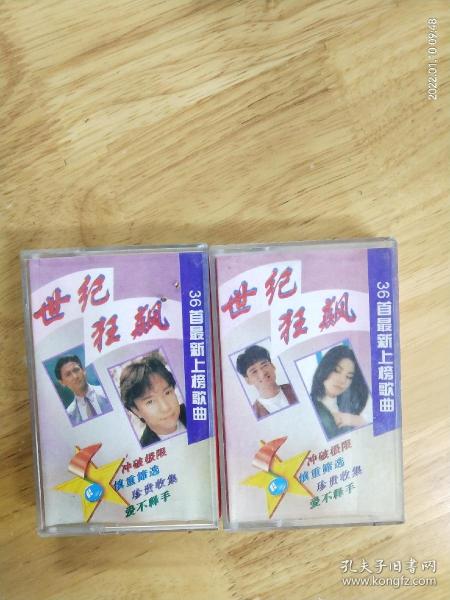 2022.01.10 09:48
世纪
狂飙
36首最新上榜歌曲
冲破极限
慎重筛选
珍贵收集
爱不释手
世纪
狂飙
36首最新上榜歌曲
冲破极限
慎重筛选
珍贵收集
爱不释手
孔夫子旧书网
www.kongfz.com